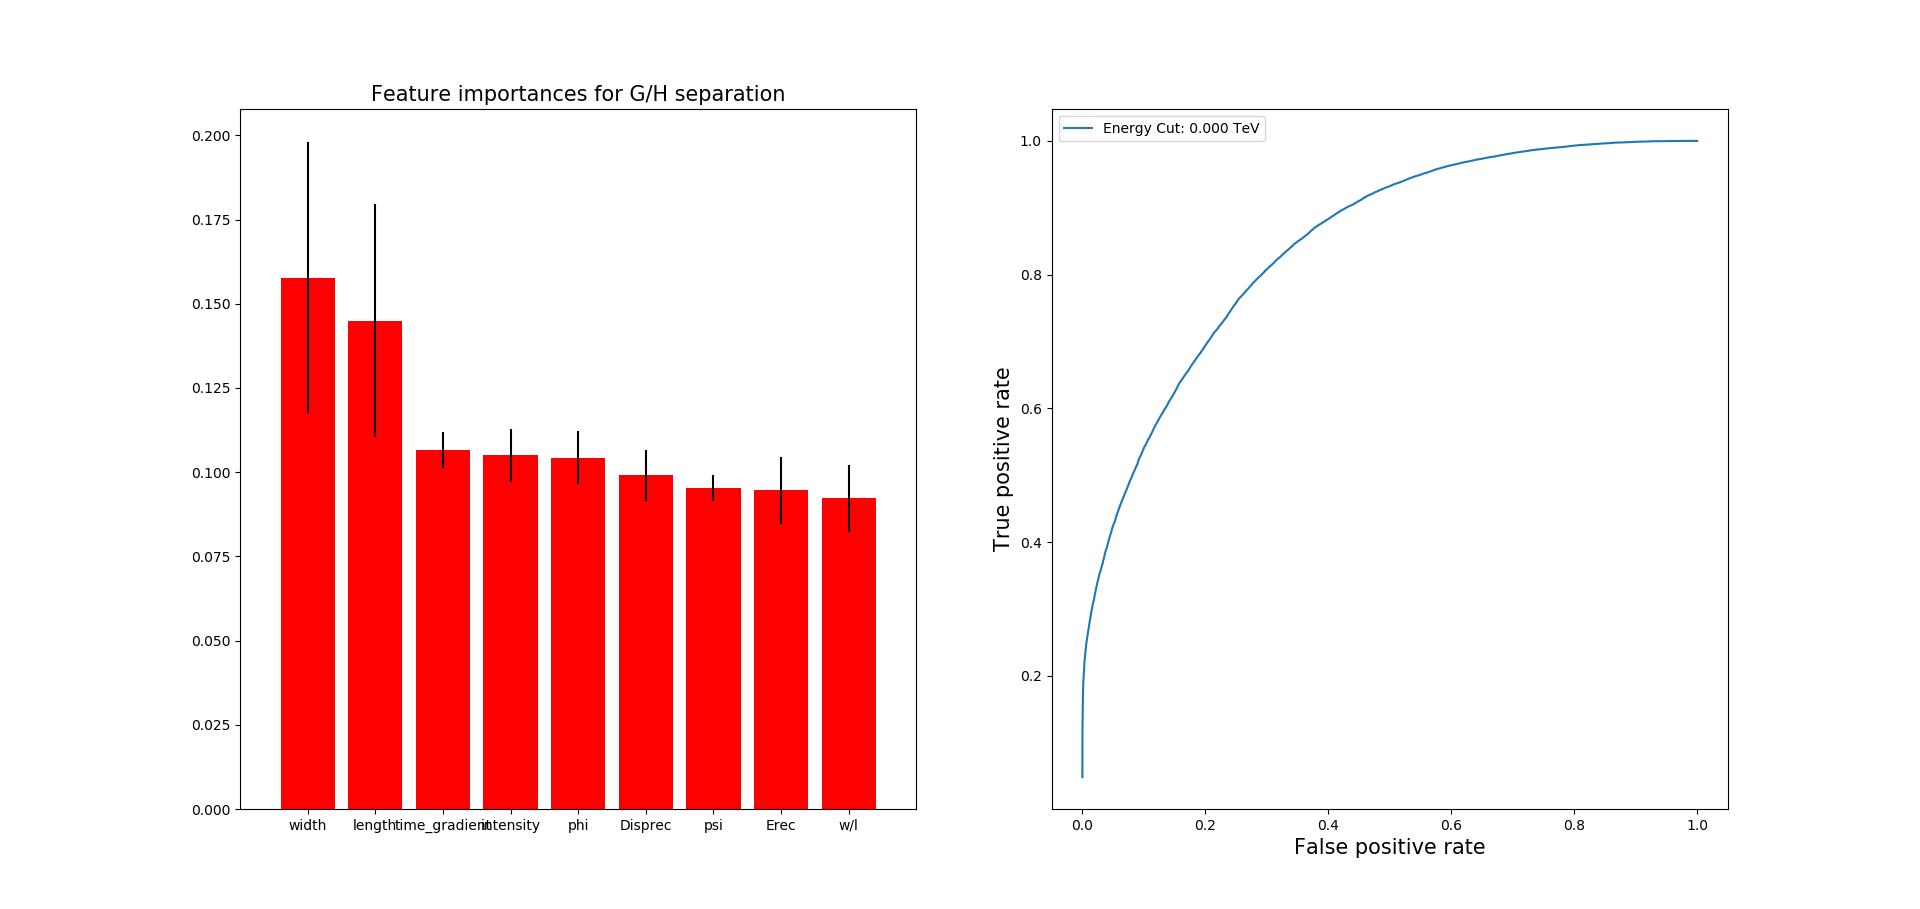 Feature importances for G/H separation
0.200
0.175
0.150
0.125
0.100
0.075
0.050
0.025
0.000
width length time_gradient intensity phi Disprec psi Erec w/l
Energy Cut: 0.000 TeV
1.0
0.8
0.6
0.4
0.2
True positive rate
0.0 0.2 0.4 0.6 0.8 1.0
False positive rate